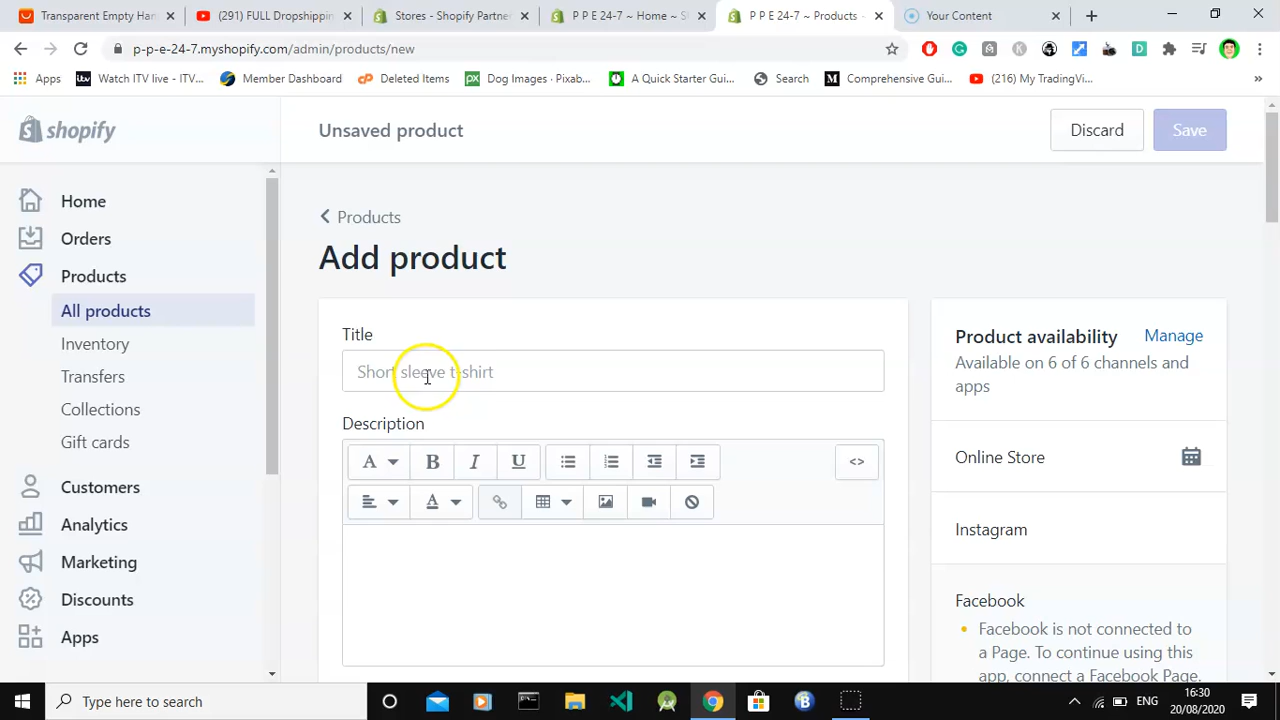 Transparent Empty Han
(291) FULL Dropshippin
Stores - Shopify Partner
P P E 24-7 ~ Home ~ Sh
P P E 24-7 ~ Products -
Your Content
p-p-e-24-7.myshopify.com/admin/products/new
Apps
Watch ITV live - ITV...
Member Dashboard
Deleted Items
Dog Images · Pixab...
A Quick Starter Gui...
Search
Comprehensive Gui...
(216) My TradingVi...
»
shopify
Unsaved product
Discard
Save
Home
Orders
Products
All products
Inventory
Transfers
Collections
Gift cards
Customers
Analytics
Marketing
Discounts
Apps
Products
Add product
Title
Short sleeve t-shirt
Description
A
B
I
U
<>
A
Product availability
Manage
Available on 6 of 6 channels and
apps
Online Store
Instagram
Facebook
Facebook is not connected to
a Page. To continue using this
app, connect a Facebook Page.
Type here to search
ENG
16:30
20/08/2020